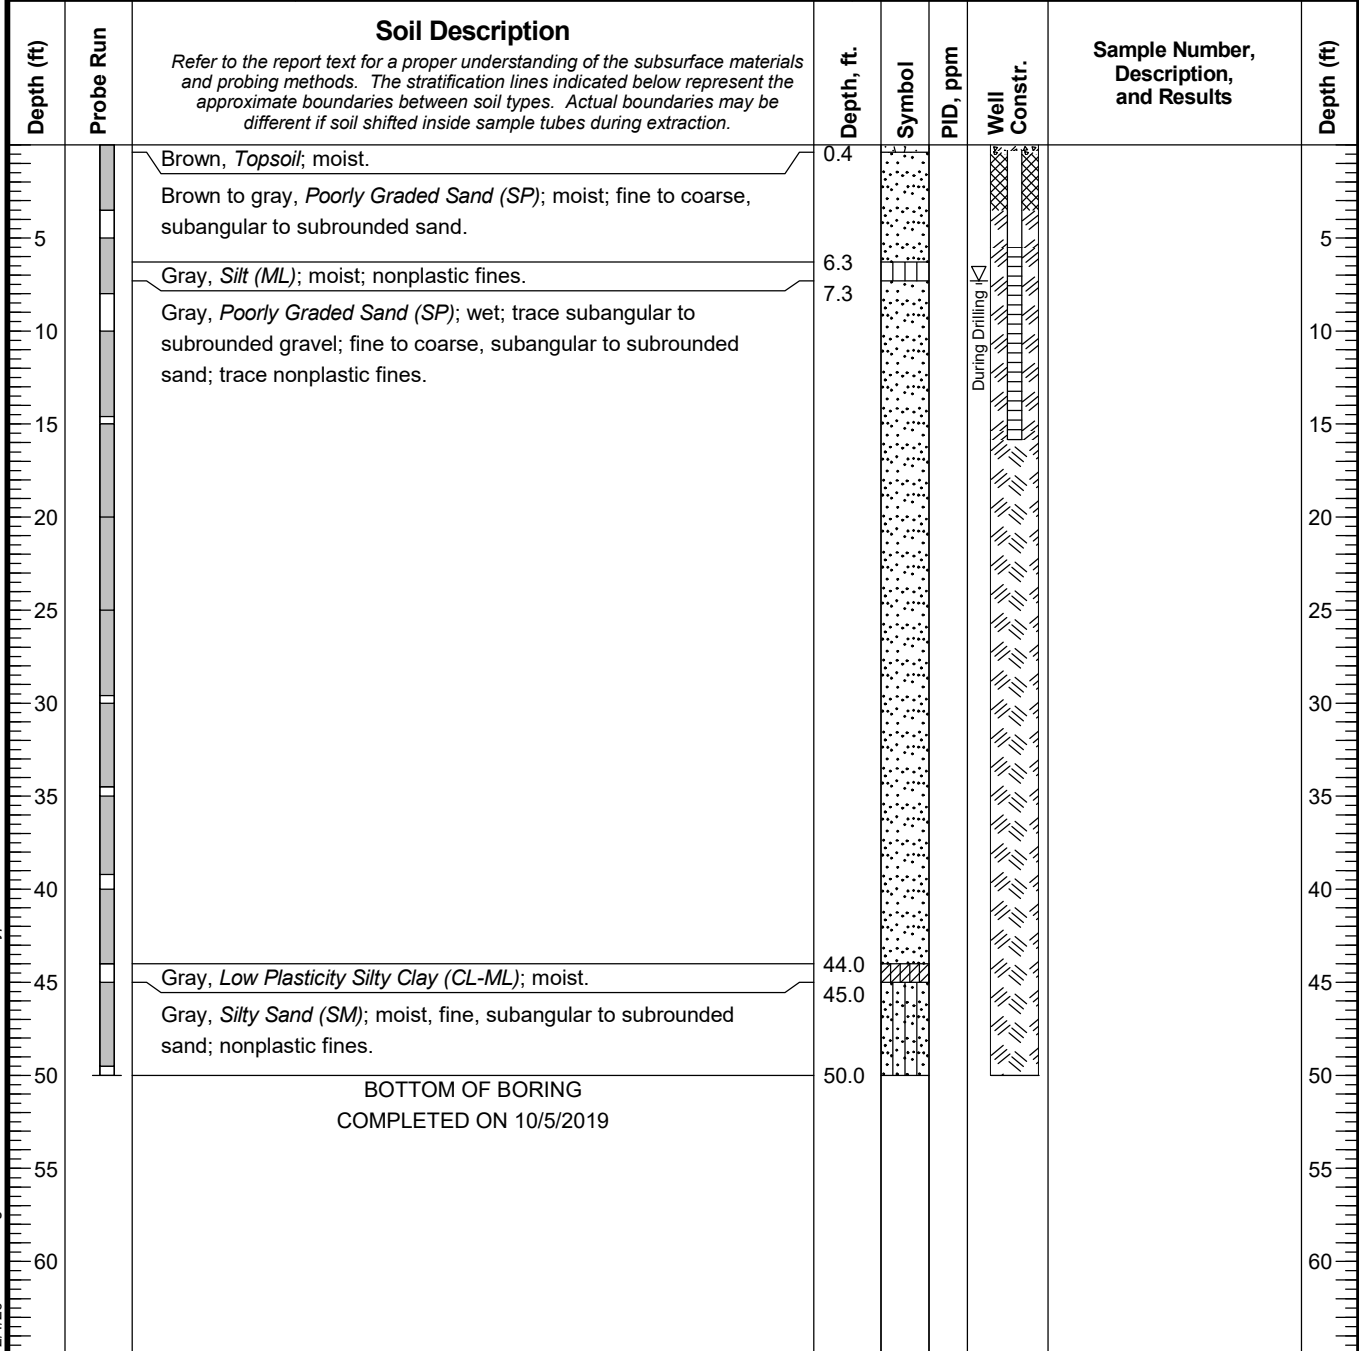 Depth (ft)
Probe Run
Soil Description
Refer to the report text for a proper understanding of the subsurface materials
and probing methods. The stratification lines indicated below represent the
approximate boundaries between soil types. Actual boundaries may be
different if soil shifted inside sample tubes during extraction.
Depth, ft.
Symbol
PID, ppm
Well
Constr.
Sample Number,
Description,
and Results
Depth (ft)
Brown, Topsoil; moist.
0.4
Brown to gray, Poorly Graded Sand (SP); moist; fine to coarse,
subangular to subrounded sand.
5
5
6.3
Gray, Silt (ML); moist; nonplastic fines.
7.3
Gray, Poorly Graded Sand (SP); wet; trace subangular to
subrounded gravel; fine to coarse, subangular to subrounded
sand; trace nonplastic fines.
During Drilling
10
10
15
15
20
20
25
25
30
30
35
35
40
40
44.0
Gray, Low Plasticity Silty Clay (CL-ML); moist.
45
45.0
45
Gray, Silty Sand (SM); moist, fine, subangular to subrounded
sand; nonplastic fines.
50
50.0
50
BOTTOM OF BORING
COMPLETED ON 10/5/2019
55
55
60
60